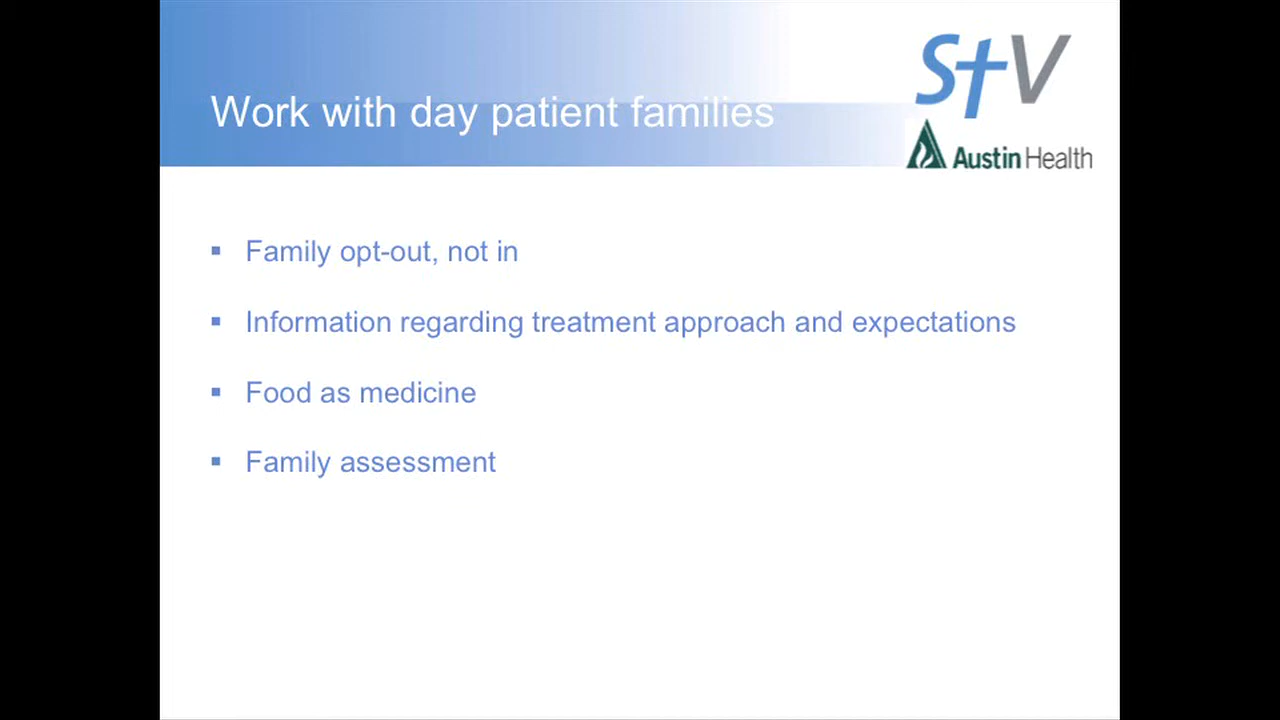 Work with day patient families
StV
Austin Health
Family opt-out, not in
Information regarding treatment approach and expectations
Food as medicine
Family assessment